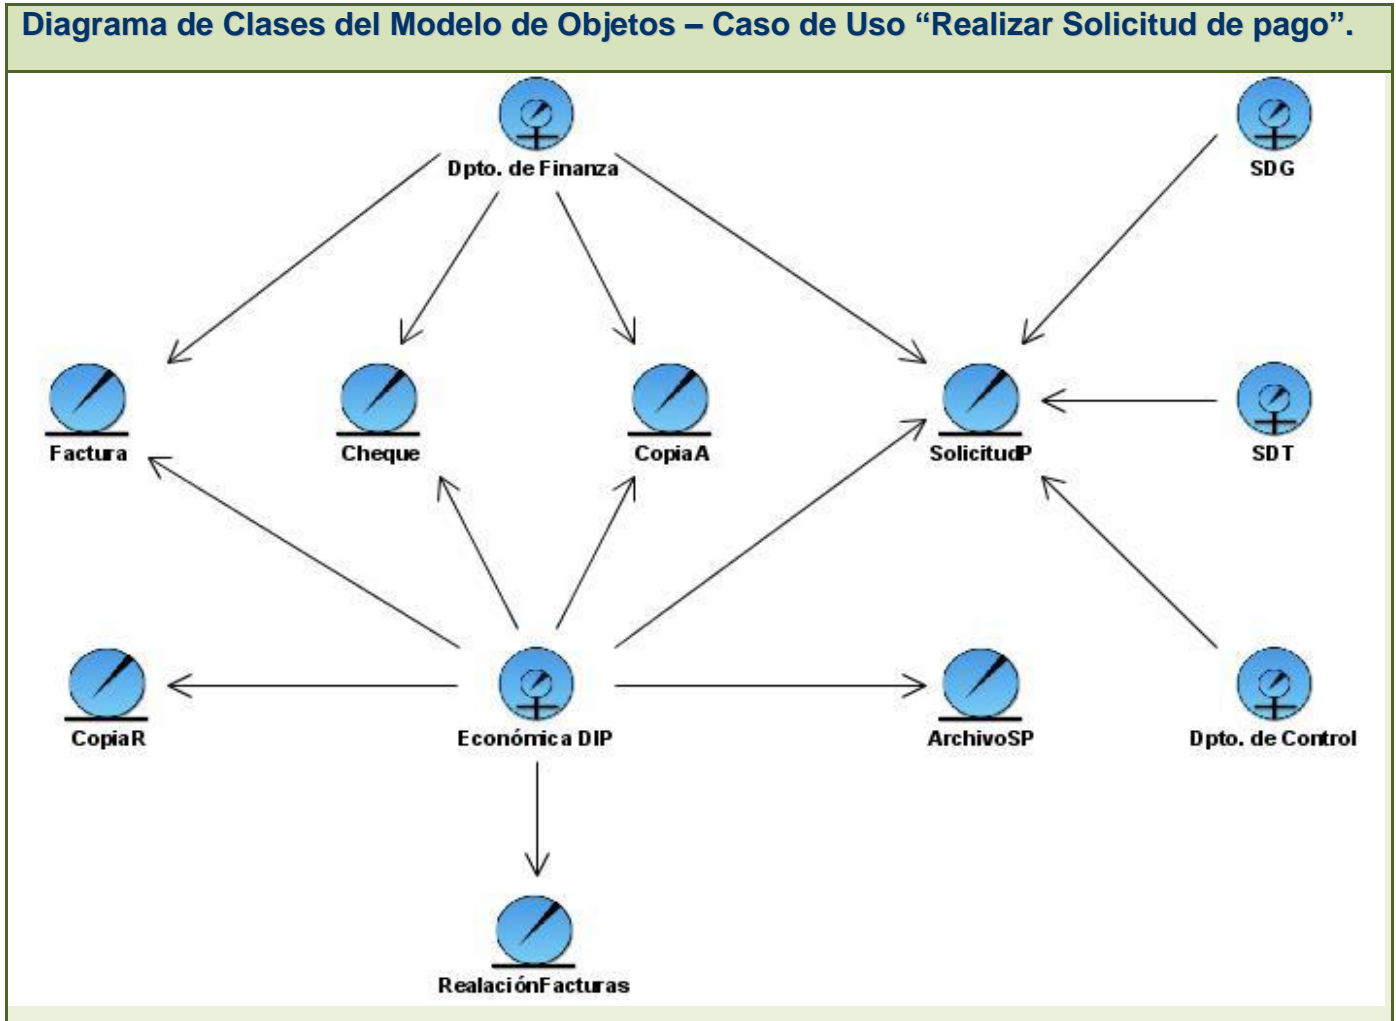 Diagrama de Clases del Modelo de Objetos – Caso de Uso “Realizar Solicitud de pago”.
Dpto. de Finanza
SDG
Factura
Cheque
CopiaA
SolicitudP
SDT
CopiaR
Económica DIP
ArchivoSP
Dpto. de Control
RealaciónFacturas